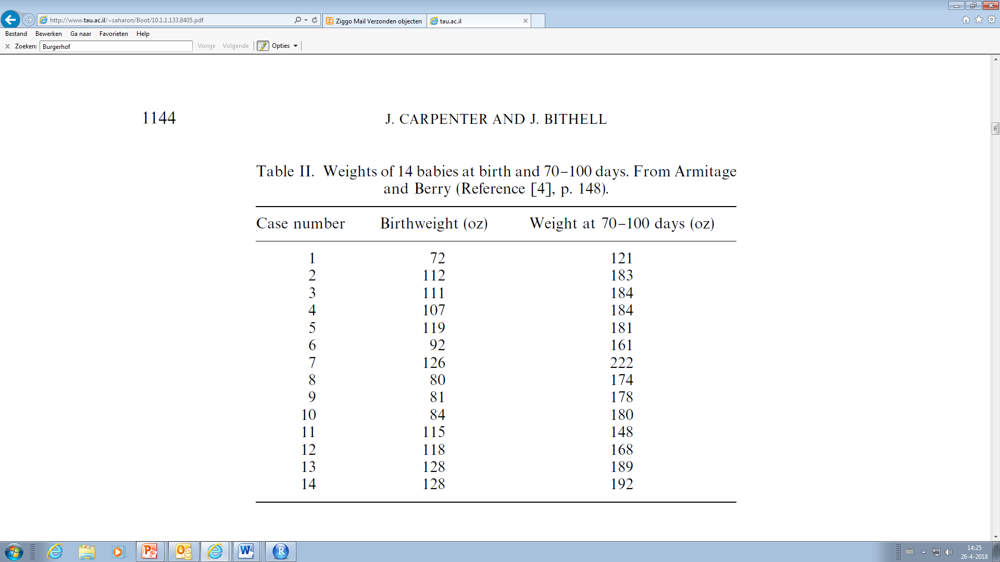 http://www.tau.ac.il/~saharon/Boot/10.1.1.133.8405.pdf
Ziggo Mail Verzonden objecten
tau.ac.il
Bestand Bewerken Ga naar Favorieten Help
Zoeken: Burgerhof Vorige Volgende Opties
1144 J. CARPENTER AND J. BITHELL
Table II. Weights of 14 babies at birth and 70–100 days. From Armitage
and Berry (Reference [4], p. 148).
Case number Birthweight (oz) Weight at 70–100 days (oz)
1 72 121
2 112 183
3 111 184
4 107 184
5 119 181
6 92 161
7 126 222
8 80 174
9 81 178
10 84 180
11 115 148
12 118 168
13 128 189
14 128 192
14:25
26-4-2018